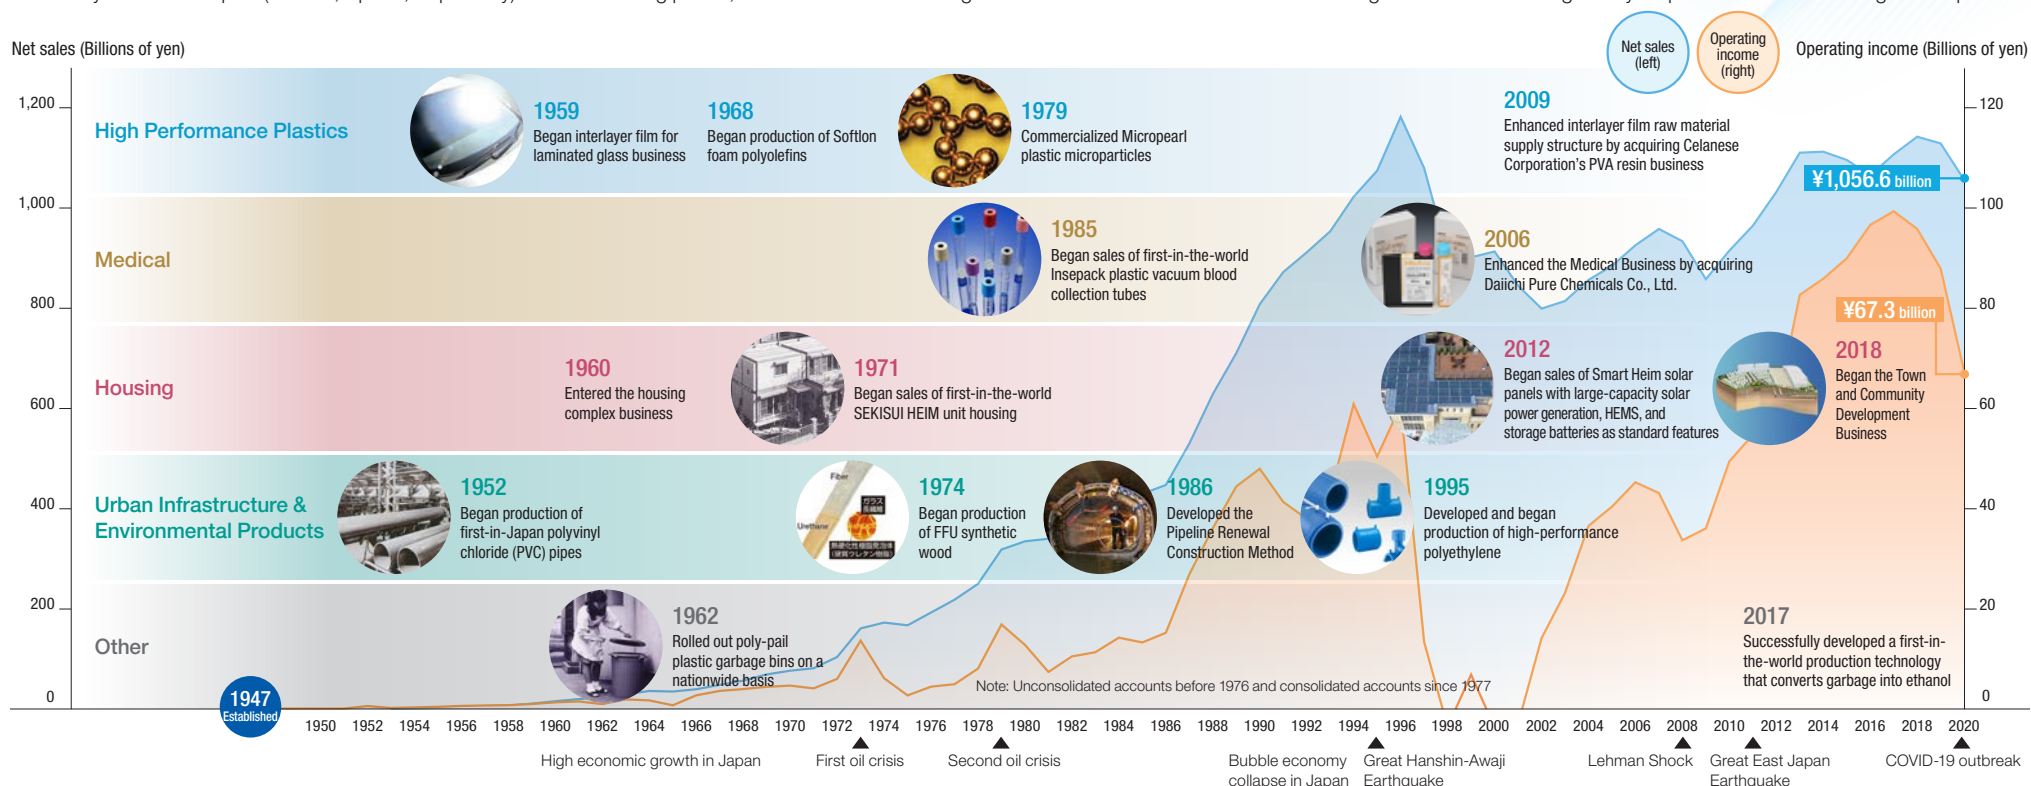 Net sales (Billions of yen)
Net sales
(left)
Operating
income
(right)
Operating income (Billions of yen)
1,200
1,000
800
600
400
200
0
120
100
80
60
40
20
0
High Performance Plastics
1959
Began interlayer film for
laminated glass business
1968
Began production of Softlon
foam polyolefins
1979
Commercialized Micropearl
plastic microparticles
2009
Enhanced interlayer film raw material
supply structure by acquiring Celanese
Corporation's PVA resin business
¥1,056.6 billion
Medical
1985
Began sales of first-in-the-world
Insepack plastic vacuum blood
collection tubes
2006
Enhanced the Medical Business by acquiring
Daiichi Pure Chemicals Co., Ltd.
¥67.3 billion
Housing
1960
Entered the housing
complex business
1971
Began sales of first-in-the-world
SEKISUI HEIM unit housing
2012
Began sales of Smart Heim solar
panels with large-capacity solar
power generation, HEMS, and
storage batteries as standard features
2018
Began the Town
and Community
Development
Business
Urban Infrastructure &
Environmental Products
1952
Began production of
first-in-Japan polyvinyl
chloride (PVC) pipes
Fiber
Urethane
ガラス
長繊維
1974
Began production
of FFU synthetic
wood
1986
Developed the
Pipeline Renewal
Construction Method
1995
Developed and began
production of high-performance
polyethylene
Other
1962
Rolled out poly-pail
plastic garbage bins on a
nationwide basis
2017
Successfully developed a first-in-
the-world production technology
that converts garbage into ethanol
Note: Unconsolidated accounts before 1976 and consolidated accounts since 1977
1947
Established
1950 1952 1954 1956 1958 1960 1962 1964 1966 1968 1970 1972 1974 1976 1978 1980 1982 1984 1986 1988 1990 1992 1994 1996 1998 2000 2002 2004 2006 2008 2010 2012 2014 2016 2018 2020
High economic growth in Japan
First oil crisis
Second oil crisis
Bubble economy
collapse in Japan
Great Hanshin-Awaji
Earthquake
Lehman Shock
Great East Japan
Earthquake
COVID-19 outbreak